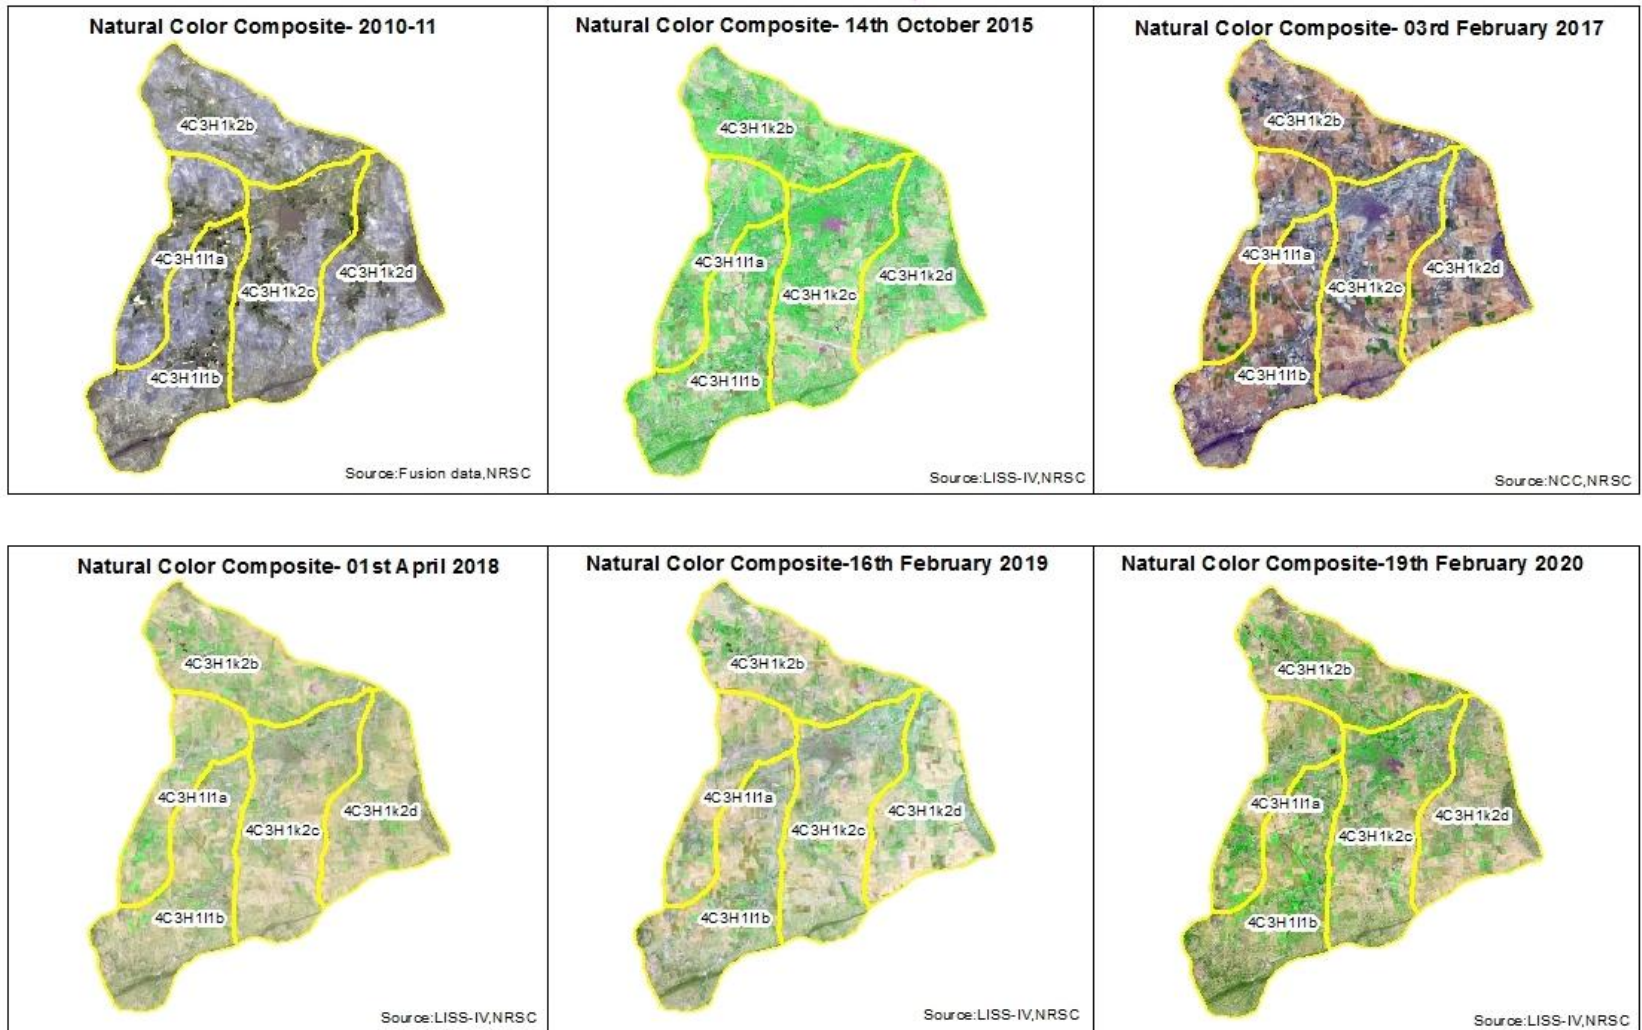 Natural Color Composite- 2010-11
4C3H1k2b
4C3H1l1a
4C3H1k2c
4C3H1k2d
4C3H1l1b
Source:Fusion data,NRSC
Natural Color Composite- 14th October 2015
4C3H1k2b
4C3H1l1a
4C3H1k2c
4C3H1k2d
4C3H1l1b
Source:LISS-IV,NRSC
Natural Color Composite- 03rd February 2017
4C3H1k2b
4C3H1l1a
4C3H1k2c
4C3H1k2d
4C3H1l1b
Source:NCC,NRSC
Natural Color Composite- 01st April 2018
4C3H1k2b
4C3H1l1a
4C3H1k2c
4C3H1k2d
4C3H1l1b
Source:LISS-IV,NRSC
Natural Color Composite-16th February 2019
4C3H1k2b
4C3H1l1a
4C3H1k2c
4C3H1k2d
4C3H1l1b
Source:LISS-IV,NRSC
Natural Color Composite-19th February 2020
4C3H1k2b
4C3H1l1a
4C3H1k2c
4C3H1k2d
4C3H1l1b
Source:LISS-IV,NRSC